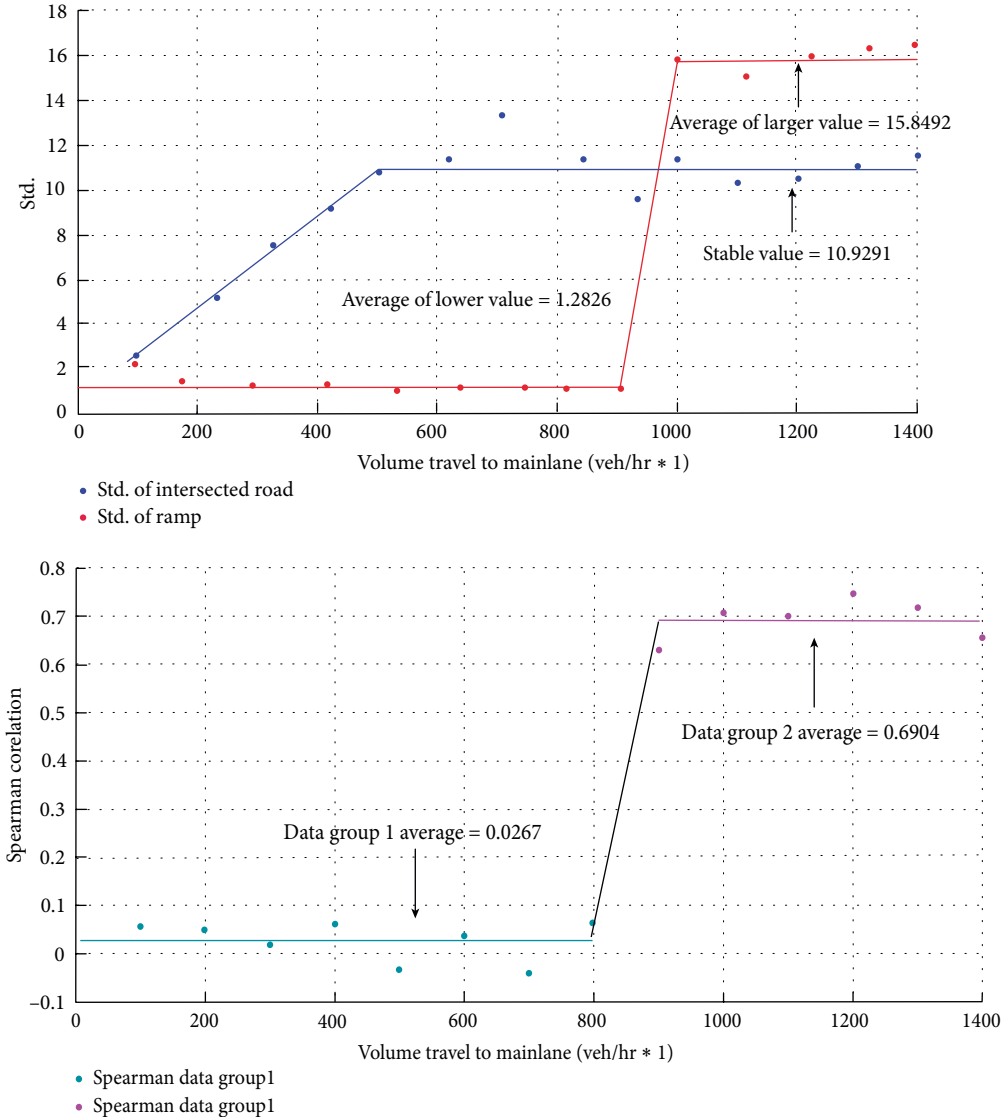 18
16
14
12
10
8
6
4
2
0
Std.
Average of larger value = 15.8492
Stable value = 10.9291
Average of lower value = 1.2826
0 200 400 600 800 1000 1200 1400
Volume travel to mainlane (veh/hr * 1)
Std. of intersected road
Std. of ramp
0.8
0.7
0.6
0.5
0.4
0.3
0.2
0.1
0
−0.1
Spearman corelation
Data group 2 average = 0.6904
Data group 1 average = 0.0267
0 200 400 600 800 1000 1200 1400
Volume travel to mainlane (veh/hr * 1)
Spearman data group1
Spearman data group1